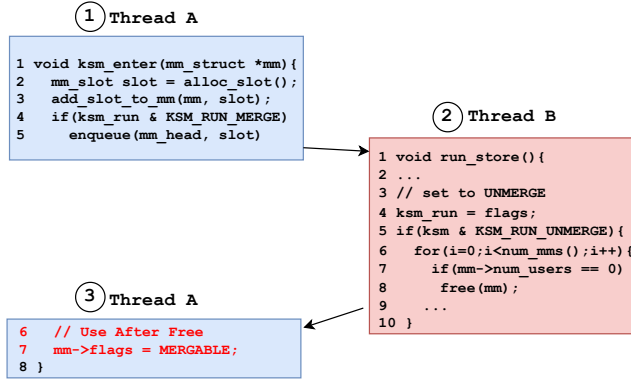 1 Thread A
1 void ksm_enter(mm_struct *mm){
2 mm_slot slot = alloc_slot();
3 add_slot_to_mm(mm, slot);
4 if(ksm_run & KSM_RUN_MERGE)
5 enqueue(mm_head, slot)
2 Thread B
1 void run_store(){
2 ...
3 // set to UNMERGE
4 ksm_run = flags;
5 if(ksm & KSM_RUN_UNMERGE){
6 for(i=0;i<num_mms();i++){
7 if(mm->num_users == 0)
8 free(mm);
9 ...
10 }
3 Thread A
6 // Use After Free
7 mm->flags = MERGABLE;
8 }